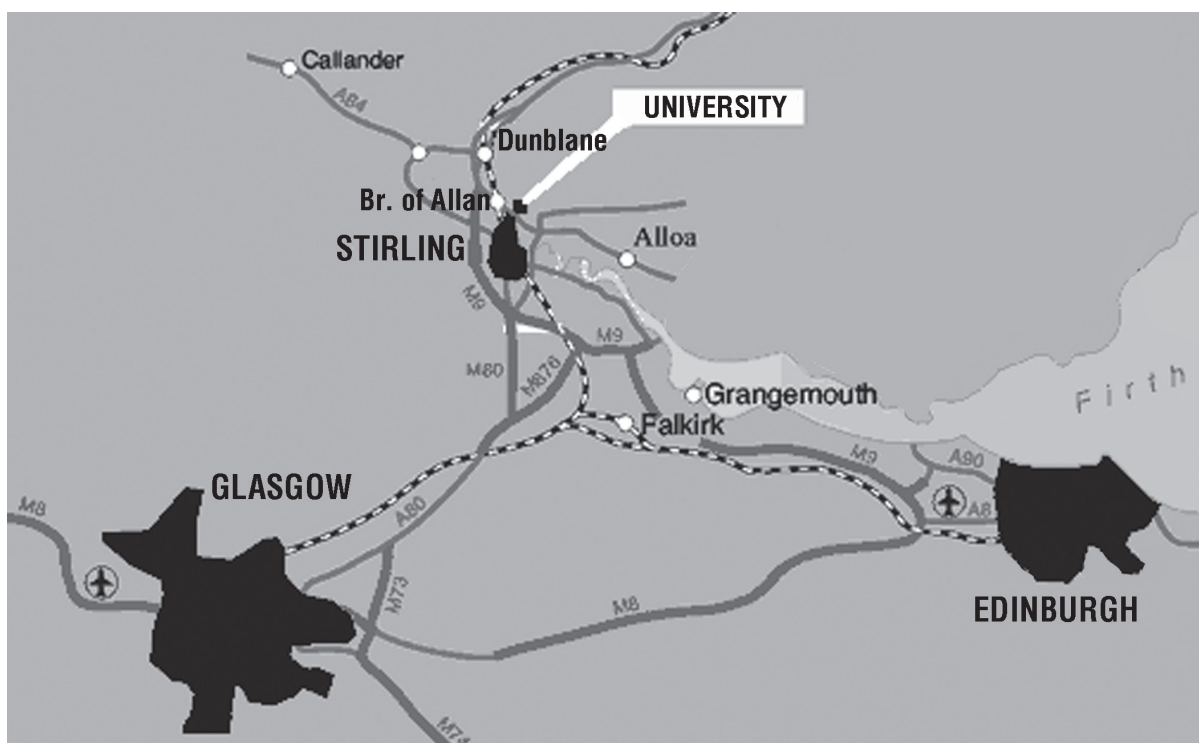 Callander
A84
UNIVERSITY
Dunblane
Br. of Allan
STIRLING
Alloa
M9
M9
M80
M876
Grangemouth
Firth
Falkirk
M9
A90
GLASGOW
A8
M8
A80
M73
M8
EDINBURGH
M74